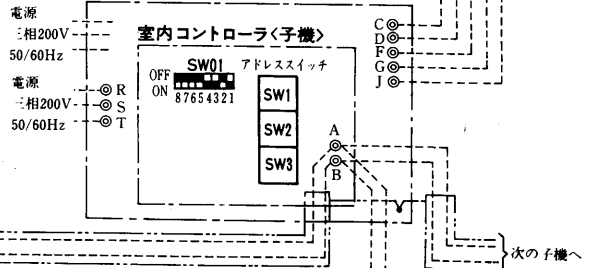 電源
三相200V
50/60Hz
電源
三相200V
50/60Hz
R
S
T
室内コントローラ〈子機〉
SW01
OFF
ON
87654321
アドレススイッチ
SW1
SW2
SW3
A
B
C
D
F
G
J
次の子機へ